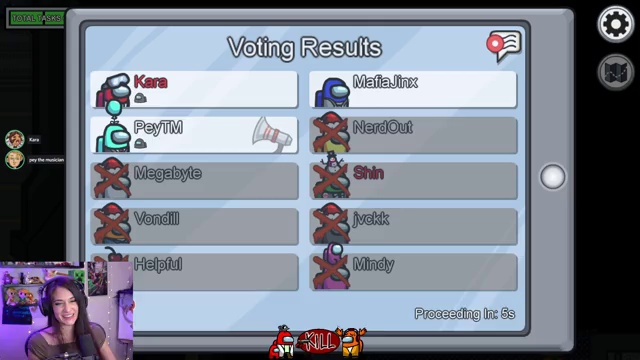 TOTAL TASKS
Voting Results
Kara
MafiaJinx
PeyTM
NerdOut
Megabyte
Shin
Vondill
jvckk
Helpful
Mindy
Kara
pey the musician
Proceeding In: 5s
KILL